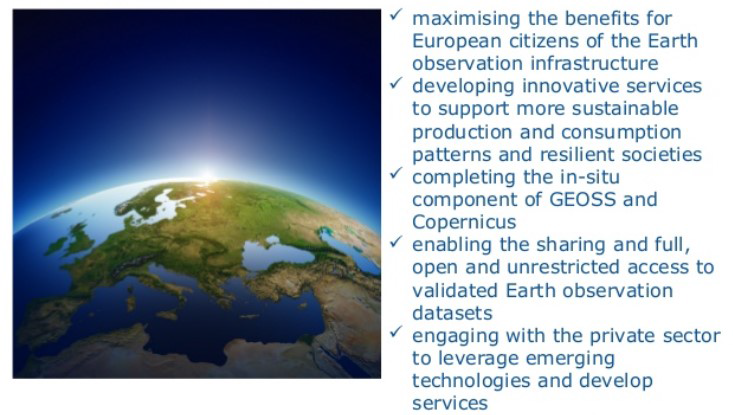 ✓ maximising the benefits for
European citizens of the Earth
observation infrastructure
✓ developing innovative services
to support more sustainable
production and consumption
patterns and resilient societies
✓ completing the in-situ
component of GEOSS and
Copernicus
✓ enabling the sharing and full,
open and unrestricted access to
validated Earth observation
datasets
✓ engaging with the private sector
to leverage emerging
technologies and develop
services